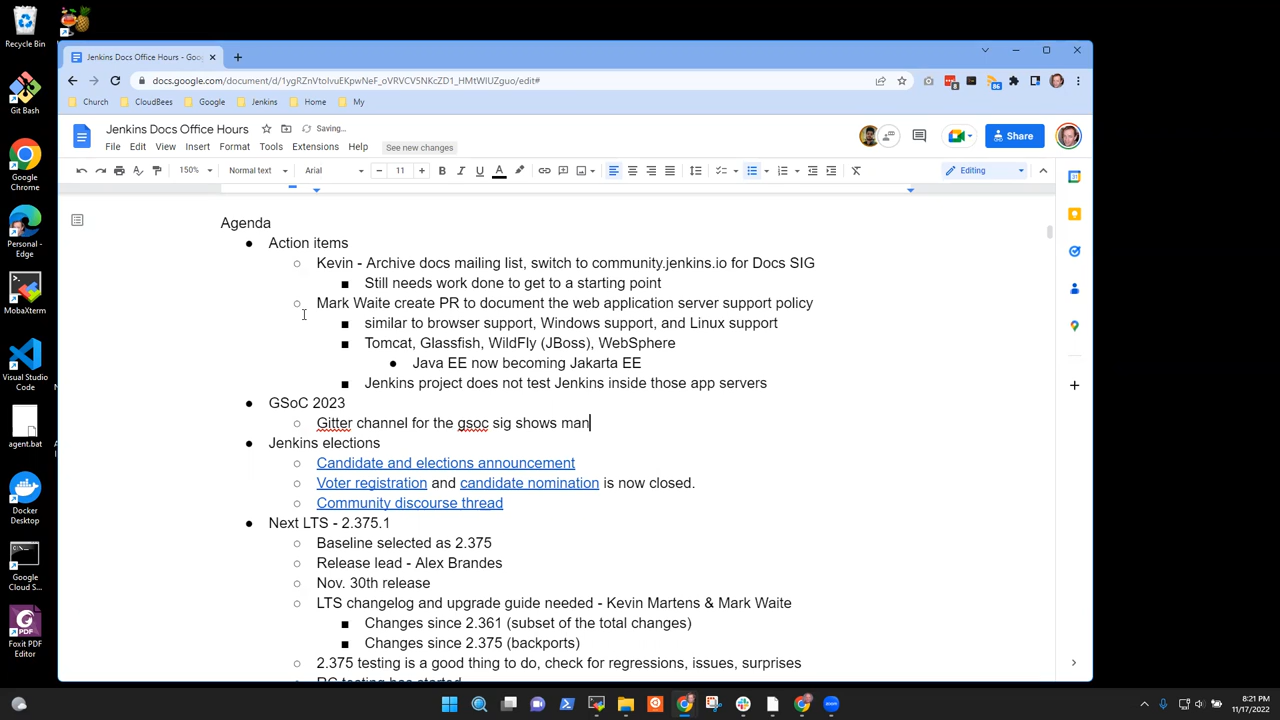 Recycle Bin
Git Bash
Google
Chrome
Personal -
Edge
MobaXterm
Visual Studio
Code
agent.bat
Docker
Desktop
Google
Cloud S...
Foxit PDF
Editor
Jenkins Docs Office Hours - Goo
docs.google.com/document/d/1ygRZnVtoIvuEKpwNeF_oVRVCV5NKcZD1_HMtWlUZguo/edit#
Church
CloudBees
Google
Jenkins
Home
My
Jenkins Docs Office Hours
Saving...
File Edit View Insert Format Tools Extensions Help
See new changes
Share
150%
Normal text
Arial
11
Editing
Agenda
● Action items
○ Kevin - Archive docs mailing list, switch to community.jenkins.io for Docs SIG
■ Still needs work done to get to a starting point
○ Mark Waite create PR to document the web application server support policy
■ similar to browser support, Windows support, and Linux support
■ Tomcat, Glassfish, WildFly (JBoss), WebSphere
● Java EE now becoming Jakarta EE
■ Jenkins project does not test Jenkins inside those app servers
● GSoC 2023
○ Gitter channel for the gsoc sig shows man
● Jenkins elections
○ Candidate and elections announcement
○ Voter registration and candidate nomination is now closed.
○ Community discourse thread
● Next LTS - 2.375.1
○ Baseline selected as 2.375
○ Release lead - Alex Brandes
○ Nov. 30th release
○ LTS changelog and upgrade guide needed - Kevin Martens & Mark Waite
■ Changes since 2.361 (subset of the total changes)
■ Changes since 2.375 (backports)
○ 2.375 testing is a good thing to do, check for regressions, issues, surprises
RC testing has started
8:21 PM
11/17/2022